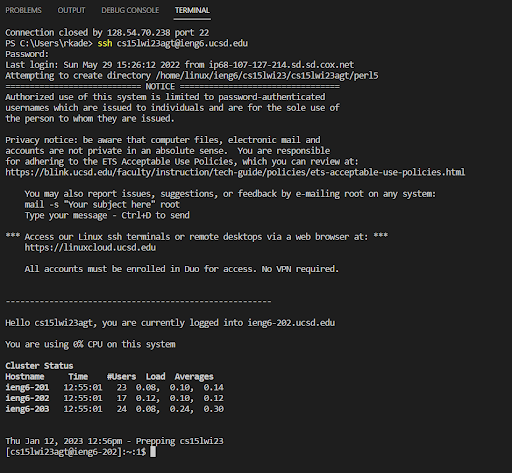 PROBLEMS OUTPUT DEBUG CONSOLE TERMINAL
Connection closed by 128.54.70.238 port 22
PS C:\Users\rkade> ssh cs15lwi23agt@ieng6.ucsd.edu
Password:
Last login: Sun May 29 15:26:12 2022 from ip68-107-127-214.sd.sd.cox.net
Attempting to create directory /home/linux/ieng6/cs15lwi23/cs15lwi23agt/perl5
============================ NOTICE =================================
Authorized use of this system is limited to password-authenticated
usernames which are issued to individuals and are for the sole use of
the person to whom they are issued.
Privacy notice: be aware that computer files, electronic mail and
accounts are not private in an absolute sense.  You are responsible
for adhering to the ETS Acceptable Use Policies, which you can review at:
https://blink.ucsd.edu/faculty/instruction/tech-guide/policies/ets-acceptable-use-policies.html
You may also report issues, suggestions, or feedback by e-mailing root on any system:
mail -s "Your subject here" root
Type your message - Ctrl+D to send
*** Access our Linux ssh terminals or remote desktops via a web browser at: ***
https://linuxcloud.ucsd.edu
All accounts must be enrolled in Duo for access. No VPN required.
-------------------------------------------------------
Hello cs15lwi23agt, you are currently logged into ieng6-202.ucsd.edu
You are using 0% CPU on this system
Cluster Status
Hostname     Time    #Users  Load  Averages
ieng6-201   12:55:01   23  0.08,  0.10,  0.14
ieng6-202   12:55:01   17  0.12,  0.10,  0.12
ieng6-203   12:55:01   24  0.08,  0.24,  0.30
Thu Jan 12, 2023 12:56pm - Prepping cs15lwi23
[cs15lwi23agt@ieng6-202]:~:1$